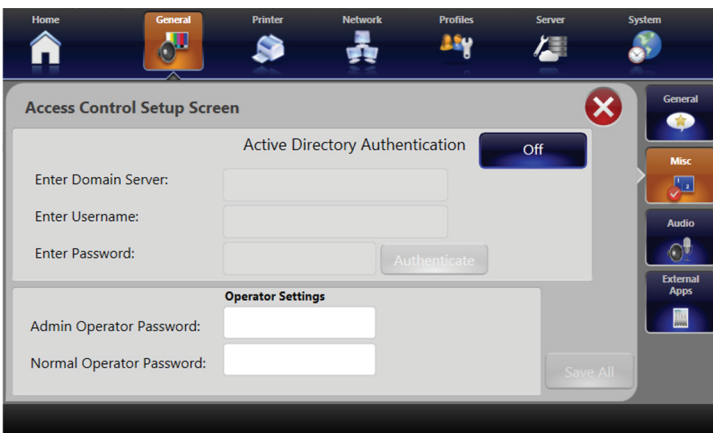 Home General Printer Network Profiles Server System
Access Control Setup Screen
General
Active Directory Authentication Off
Misc
Enter Domain Server:
Enter Username:
Audio
Enter Password: Authenticate
External
Apps
Operator Settings
Admin Operator Password:
Normal Operator Password:
Save All